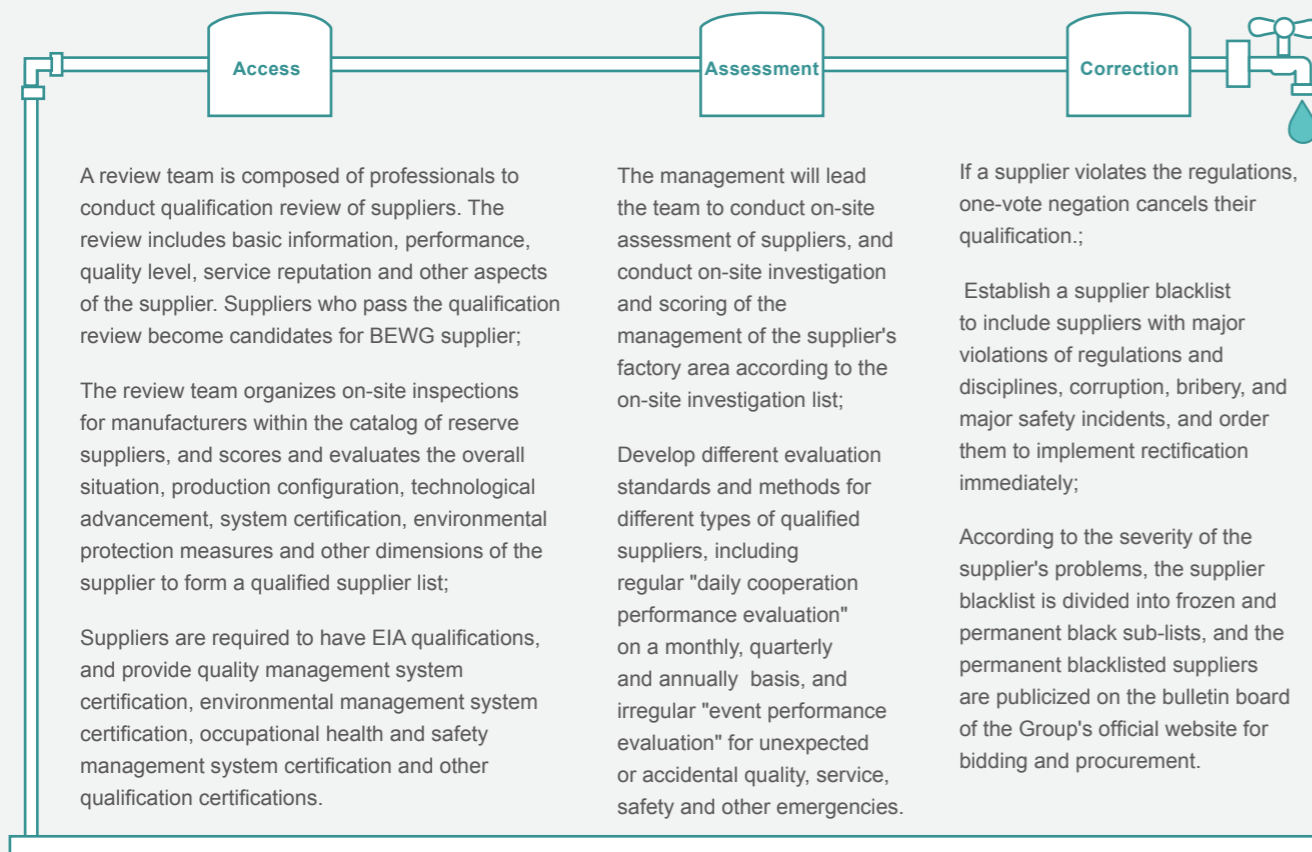 Access
A review team is composed of professionals to
conduct qualification review of suppliers. The
review includes basic information, performance,
quality level, service reputation and other aspects
of the supplier. Suppliers who pass the qualification
review become candidates for BEWG supplier;
The review team organizes on-site inspections
for manufacturers within the catalog of reserve
suppliers, and scores and evaluates the overall
situation, production configuration, technological
advancement, system certification, environmental
protection measures and other dimensions of the
supplier to form a qualified supplier list;
Suppliers are required to have EIA qualifications,
and provide quality management system
certification, environmental management system
certification, occupational health and safety
management system certification and other
qualification certifications.
Assessment
The management will lead
the team to conduct on-site
assessment of suppliers, and
conduct on-site investigation
and scoring of the
management of the supplier's
factory area according to the
on-site investigation list;
Develop different evaluation
standards and methods for
different types of qualified
suppliers, including
regular "daily cooperation
performance evaluation"
on a monthly, quarterly
and annually  basis, and
irregular "event performance
evaluation" for unexpected
or accidental quality, service,
safety and other emergencies.
Correction
If a supplier violates the regulations,
one-vote negation cancels their
qualification.;
Establish a supplier blacklist
to include suppliers with major
violations of regulations and
disciplines, corruption, bribery, and
major safety incidents, and order
them to implement rectification
immediately;
According to the severity of the
supplier's problems, the supplier
blacklist is divided into frozen and
permanent black sub-lists, and the
permanent blacklisted suppliers
are publicized on the bulletin board
of the Group's official website for
bidding and procurement.